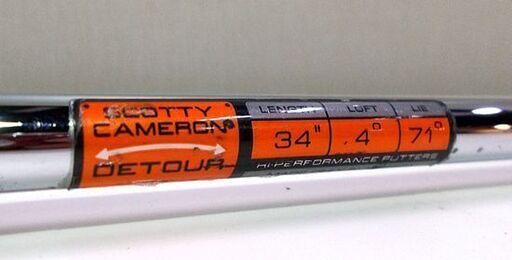 SCOTTY
CAMERON®
DETOUR
LENGTH LOFT LIE
34" 4° 71°
HI-PERFORMANCE PUTTERS